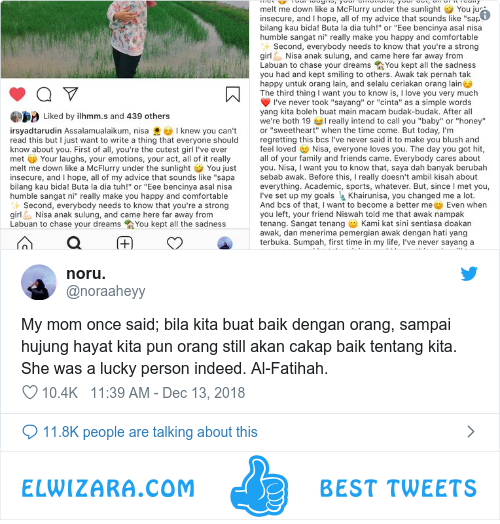 Liked by ilhmm.s and 439 others
irsyadtarudin Assalamualaikum, nisa 🌻😊 I knew you can't
read this but I just want to write a thing that everyone should
know about you. First of all, you're the cutest girl I've ever
met 😊 Your laughs, your emotions, your act, all of it really
melt me down like a McFlurry under the sunlight 😋 You just
insecure, and I hope, all of my advice that sounds like "sapa
bilang kau bida! Buta la dia tuh!" or "Eee bencinya asal nisa
humble sangat ni" really make you happy and comfortable
✨ Second, everybody needs to know that you're a strong
girl💪🏻 Nisa anak sulung, and came here far away from
Labuan to chase your dreams 🏡You kept all the sadness
melt me down like a McFlurry under the sunlight 😋 You just
insecure, and I hope, all of my advice that sounds like "sapa
bilang kau bida! Buta la dia tuh!" or "Eee bencinya asal nisa
humble sangat ni" really make you happy and comfortable
✨ Second, everybody needs to know that you're a strong
girl💪🏻 Nisa anak sulung, and came here far away from
Labuan to chase your dreams 🏡You kept all the sadness
you had and kept smiling to others. Awak tak pernah tak
happy untuk orang lain, and selalu ceriakan orang lain😊
The third thing I want you to know is, I love you very much
❤️ I've never took "sayang" or "cinta" as a simple words
yang kita boleh buat main macam budak-budak. After all
we're both 19 😂I really intend to call you "baby" or "honey"
or "sweetheart" when the time come. But today, I'm
regretting this bcs I've never said it to make you blush and
feel loved 😊 Nisa, everyone loves you. The day you got hit,
all of your family and friends came. Everybody cares about
you. Nisa, I want you to know that, saya dah banyak berubah
sebab awak. Before this, I really doesn't ambil kisah about
everything. Academic, sports, whatever. But, since I met you,
I've set up my goals 🗽Khairunisa, you changed me a lot.
And bcs of that, I want to become a better me😊 Even when
you left, your friend Niswah told me that awak nampak
tenang. Sangat tenang 😊 Kami kat sini sentiasa doakan
awak, dan menerima pemergian awak dengan hati yang
terbuka. Sumpah, first time in my life, I've never sayang a
noru.
@noraaheyy
My mom once said; bila kita buat baik dengan orang, sampai
hujung hayat kita pun orang still akan cakap baik tentang kita.
She was a lucky person indeed. Al-Fatihah.
10.4K 11:39 AM - Dec 13, 2018
11.8K people are talking about this
ELWIZARA.COM BEST TWEETS